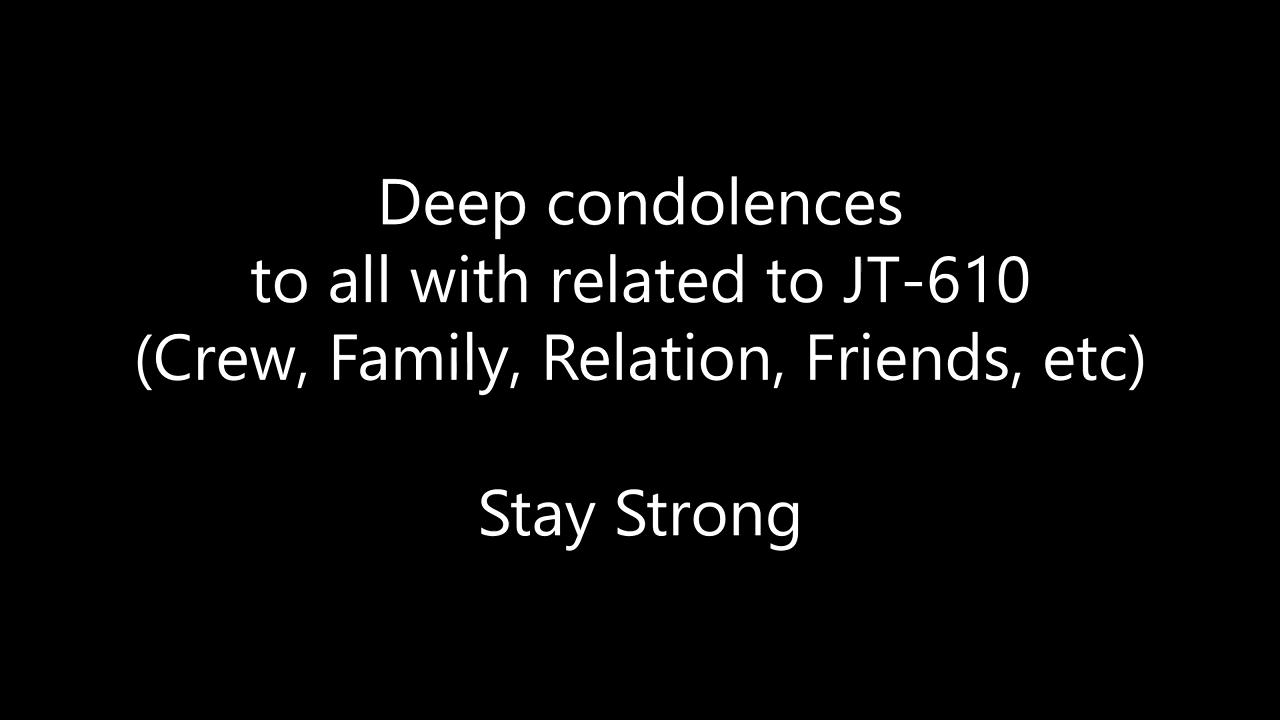 Deep condolences
to all with related to JT-610
(Crew, Family, Relation, Friends, etc)
Stay Strong